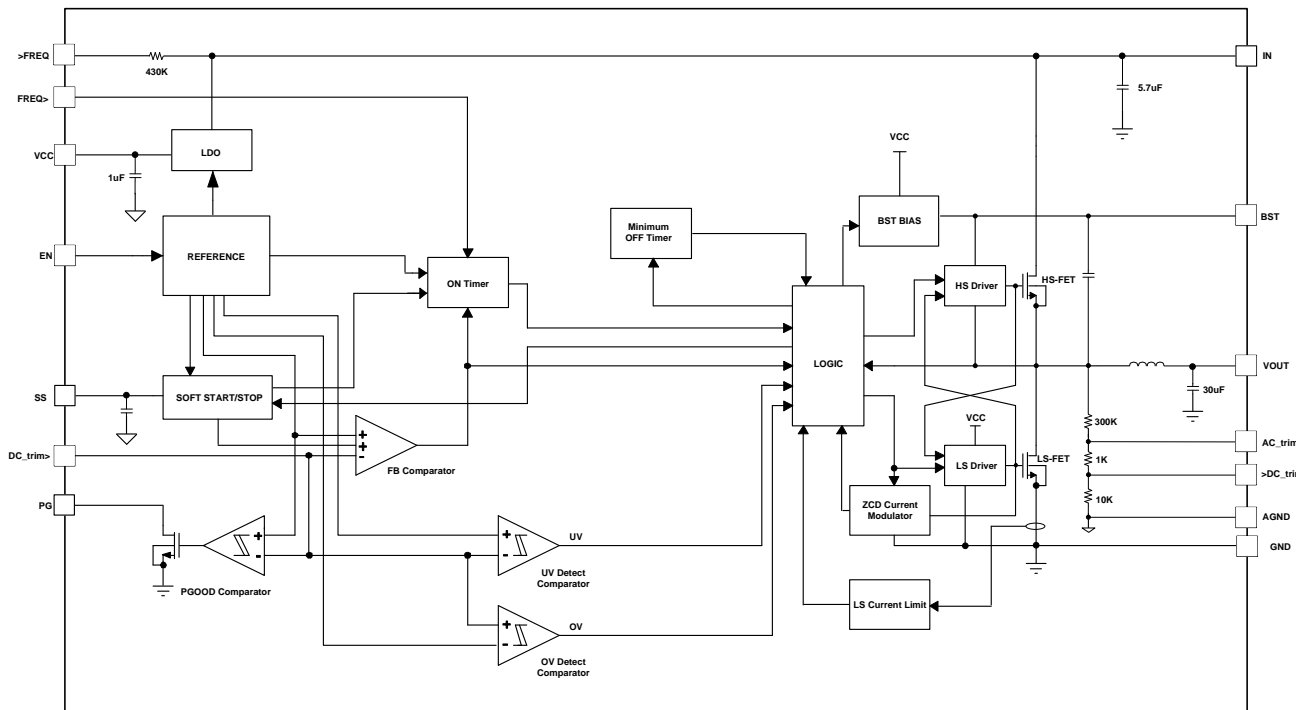 >FREQ
430K
IN
5.7uF
FREQ>
VCC
LDO
VCC
1uF
BST BIAS
BST
Minimum
OFF Timer
EN
REFERENCE
ON Timer
HS Driver
HS-FET
LOGIC
VOUT
30uF
SS
SOFT START/STOP
VCC
300K
AC_trim
DC_trim>
+
+
-
FB Comparator
LS Driver
LS-FET
1K
>DC_trim
PG
ZCD Current
Modulator
10K
AGND
+
-
PGOOD Comparator
+
-
UV
UV Detect
Comparator
GND
LS Current Limit
+
-
OV
OV Detect
Comparator